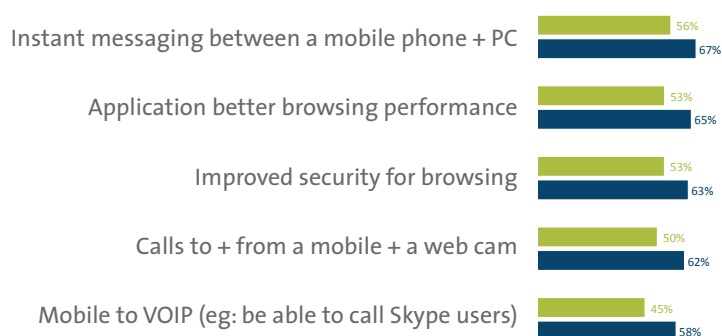 56%
Instant messaging between a mobile phone + PC
67%
53%
Application better browsing performance
65%
53%
Improved security for browsing
63%
50%
Calls to + from a mobile + a web cam
62%
45%
Mobile to VOIP (eg: be able to call Skype users)
58%